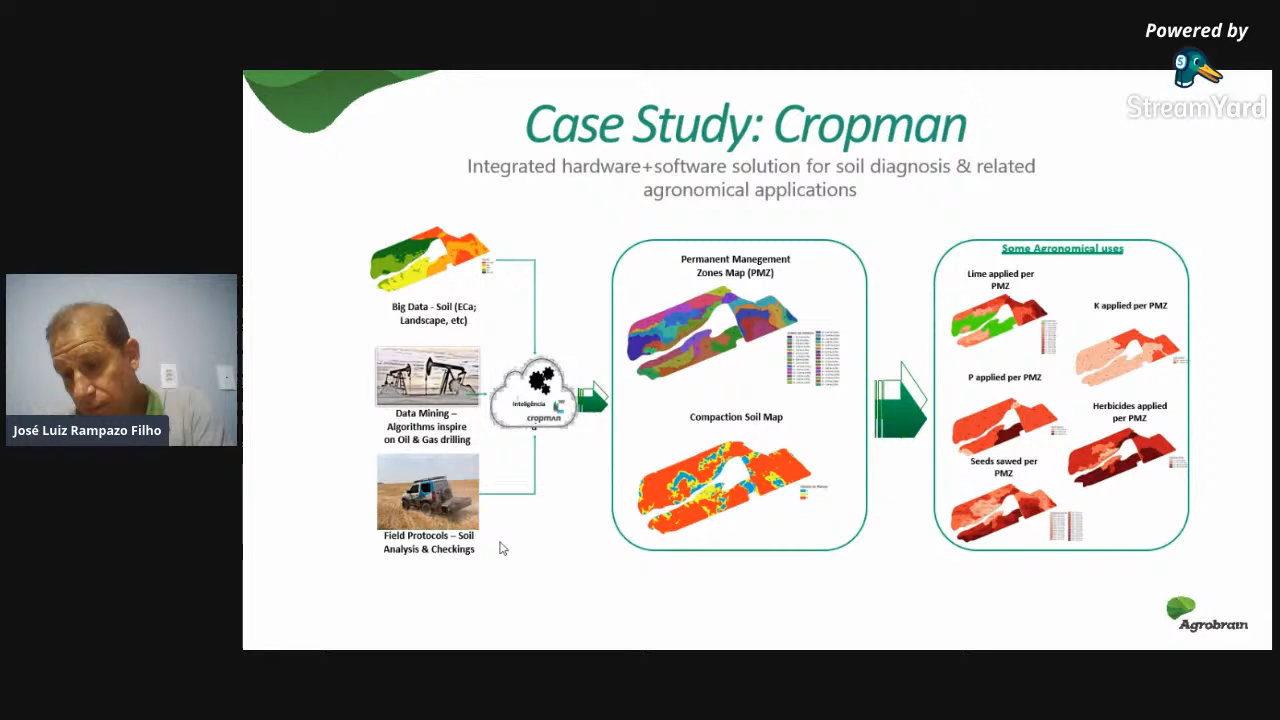 Powered by
StreamYard
Case Study: Cropman
Integrated hardware+software solution for soil diagnosis & related
agronomical applications
Big Data - Soil (ECa;
Landscape, etc)
Data Mining –
Algorithms inspire
on Oil & Gas drilling
Field Protocols – Soil
Analysis & Checkings
Inteligência
cropman
Permanent Manegement
Zones Map (PMZ)
Compaction Soil Map
Some Agronomical uses
Lime applied per
PMZ
K applied per PMZ
P applied per PMZ
Herbicides applied
per PMZ
Seeds sawed per
PMZ
Agrobrain
José Luiz Rampazo Filho